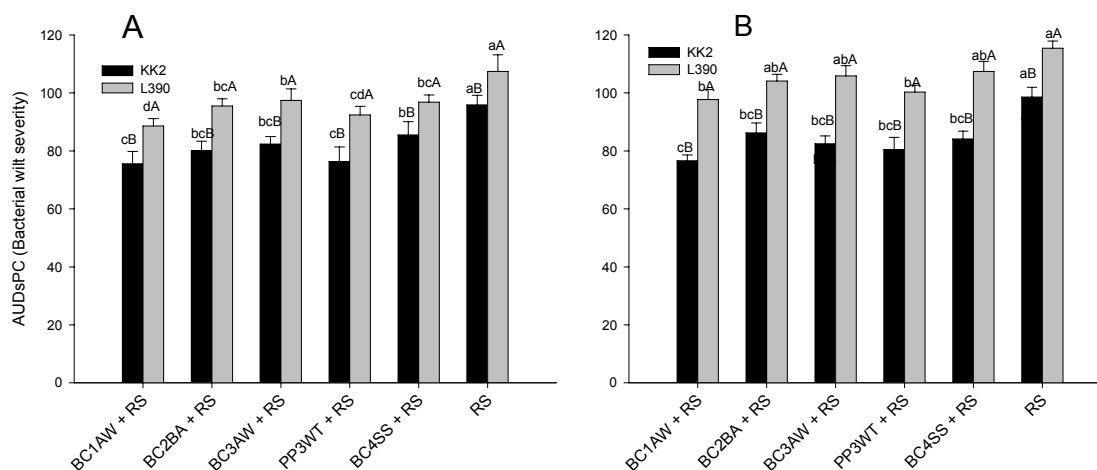 A
B
AUDsPC (Bacterial wilt severity)
120
100
80
60
40
20
0
KK2
L390
cB
dA
bcB
bcA
bcB
bA
cB
cdA
bB
bcA
aB
aA
BC1AW + RS
BC2BA + RS
BC3AW + RS
PP3WT + RS
BC4SS + RS
RS
120
100
80
60
40
20
0
KK2
L390
cB
bA
bcB
abA
bcB
abA
bcB
bA
bcB
abA
aB
aA
BC1AW + RS
BC2BA + RS
BC3AW + RS
PP3WT + RS
BC4SS + RS
RS